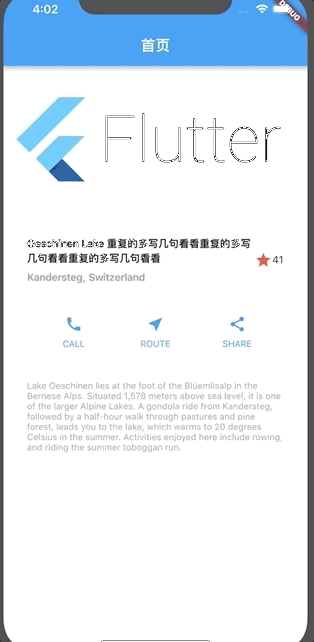 4:02
DEBUG
首页
Flutter
Oeschinen Lake 重复的多写几句看看重复的多写
几句看看重复的多写几句看看
41
Kandersteg, Switzerland
CALL
ROUTE
SHARE
Lake Oeschinen lies at the foot of the Blüemlisalp in the
Bernese Alps. Situated 1,578 meters above sea level, it is one
of the larger Alpine Lakes. A gondola ride from Kandersteg,
followed by a half-hour walk through pastures and pine
forest, leads you to the lake, which warms to 20 degrees
Celsius in the summer. Activities enjoyed here include rowing,
and riding the summer toboggan run.